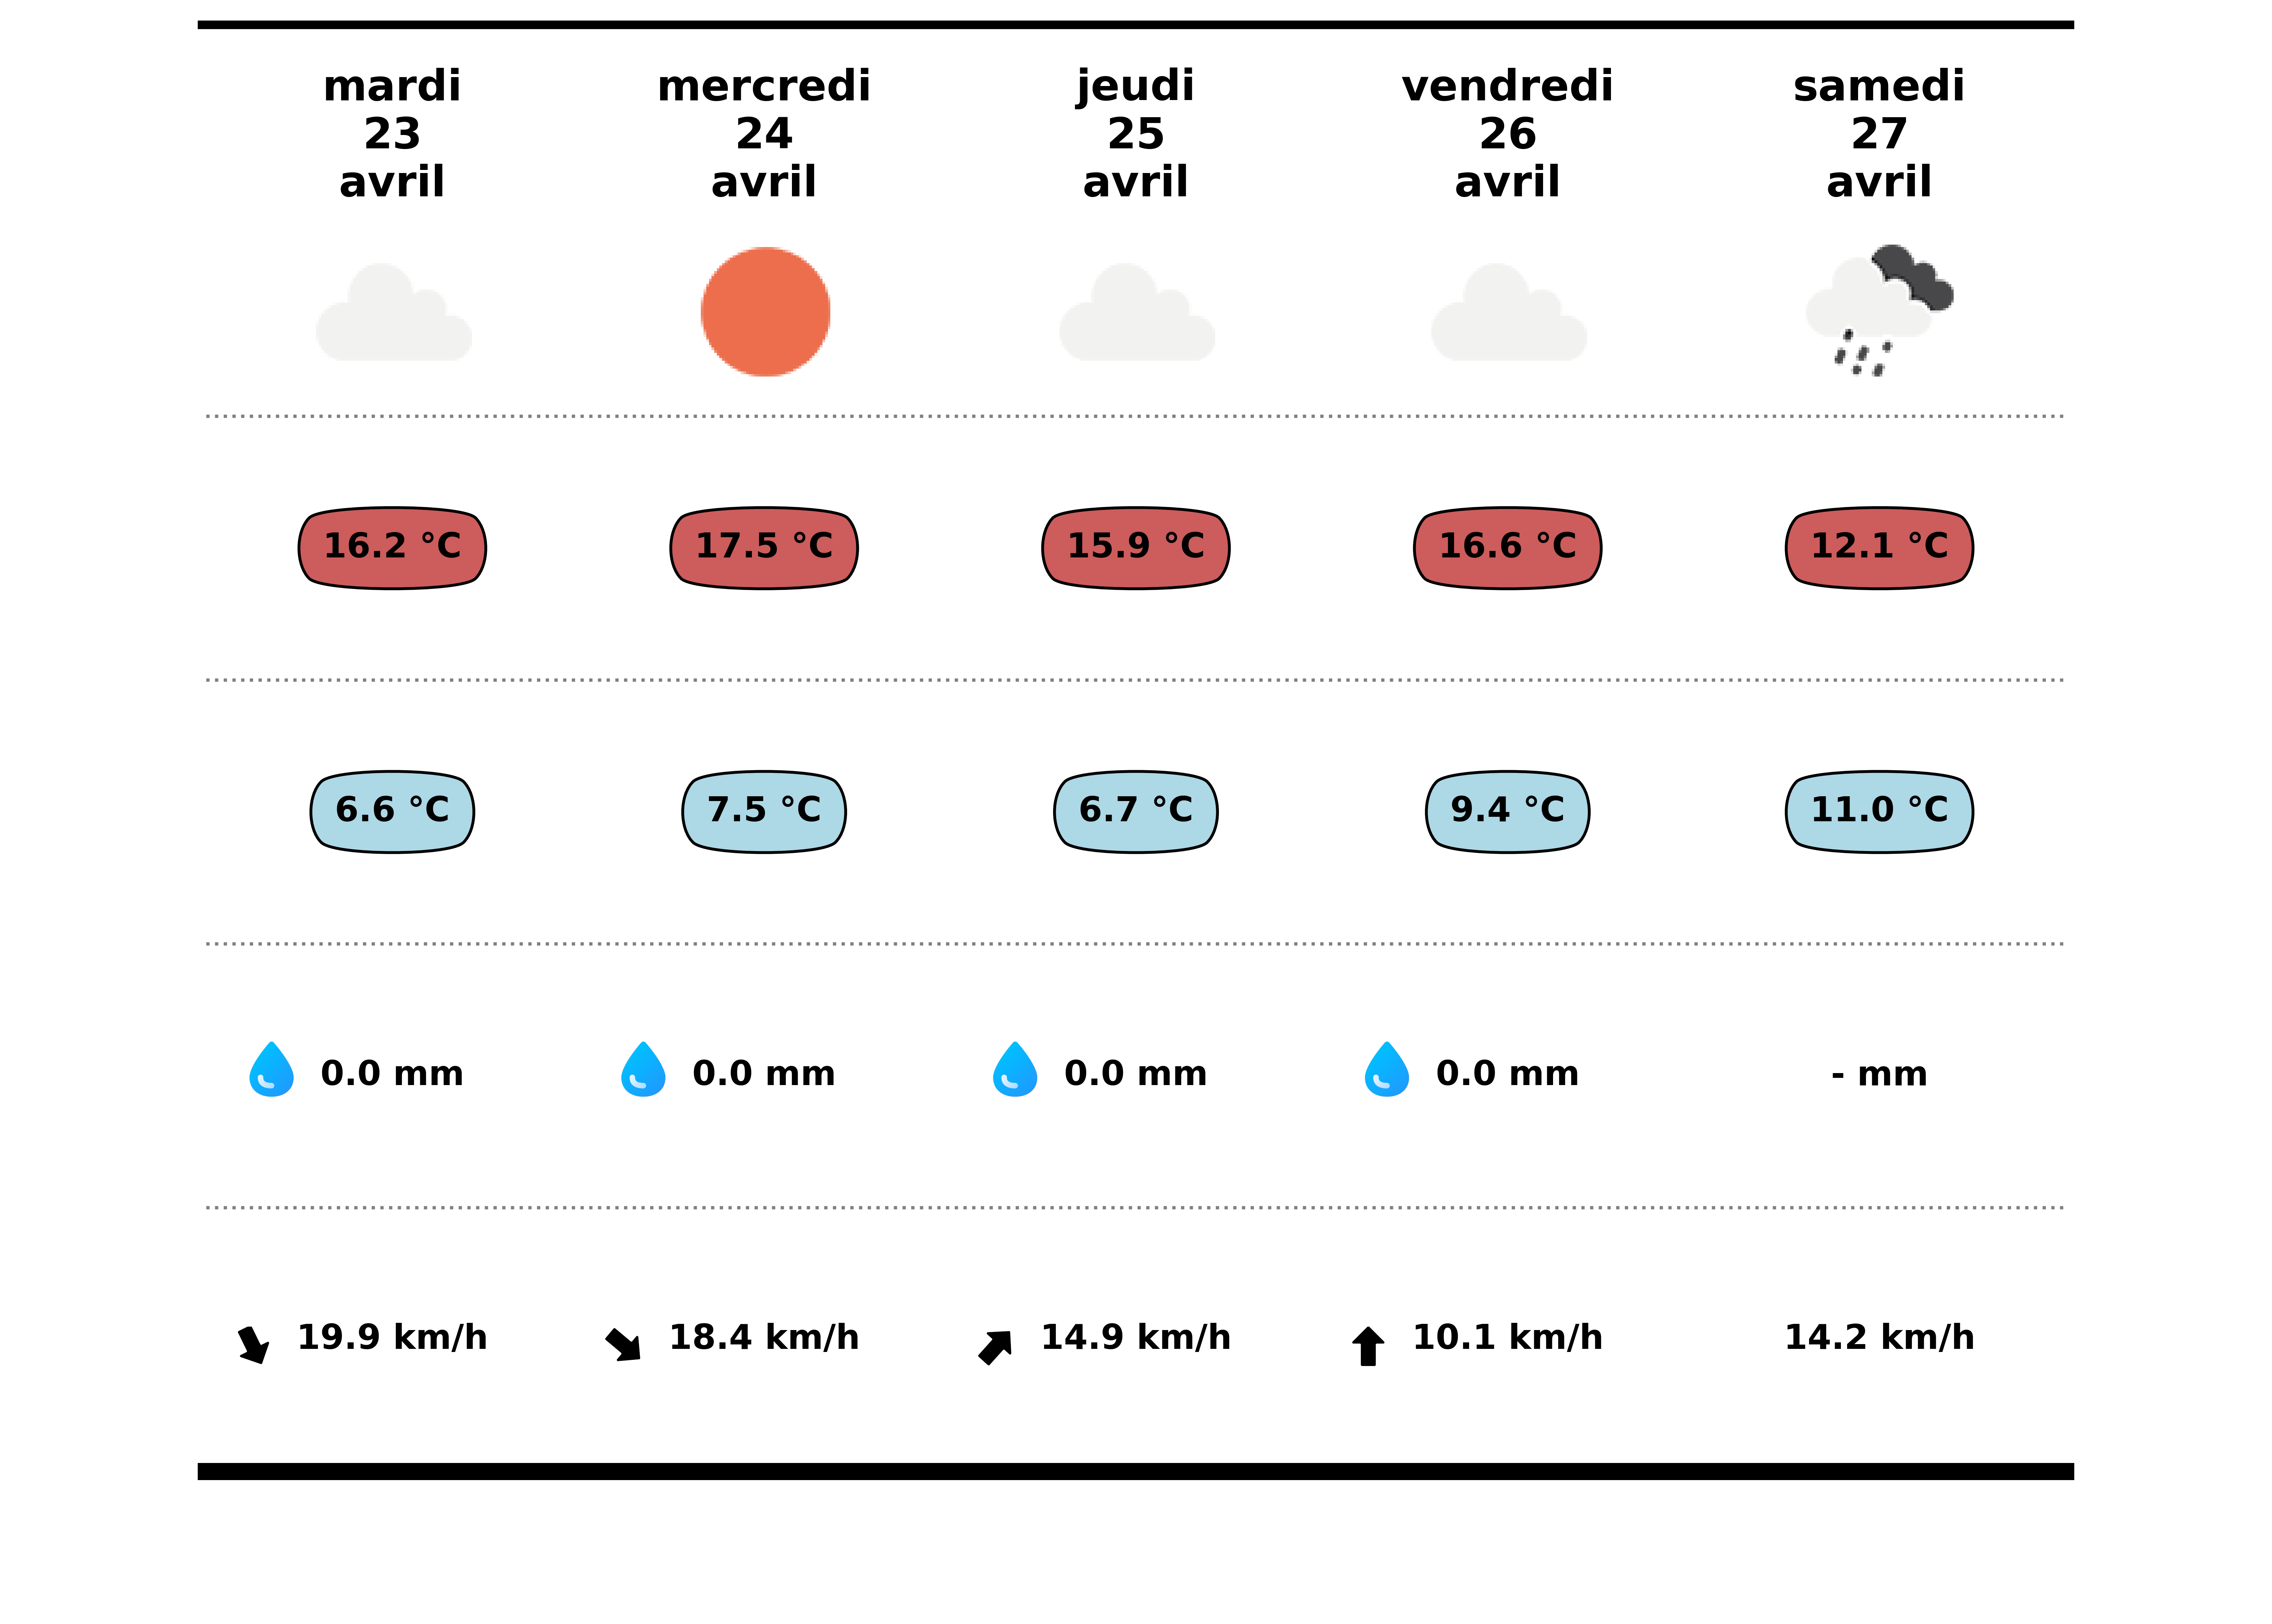 mardi
23
avril
mercredi
24
avril
jeudi
25
avril
vendredi
26
avril
samedi
27
avril
16.2 °C
17.5 °C
15.9 °C
16.6 °C
12.1 °C
6.6 °C
7.5 °C
6.7 °C
9.4 °C
11.0 °C
0.0 mm
0.0 mm
0.0 mm
0.0 mm
- mm
19.9 km/h
18.4 km/h
14.9 km/h
10.1 km/h
14.2 km/h